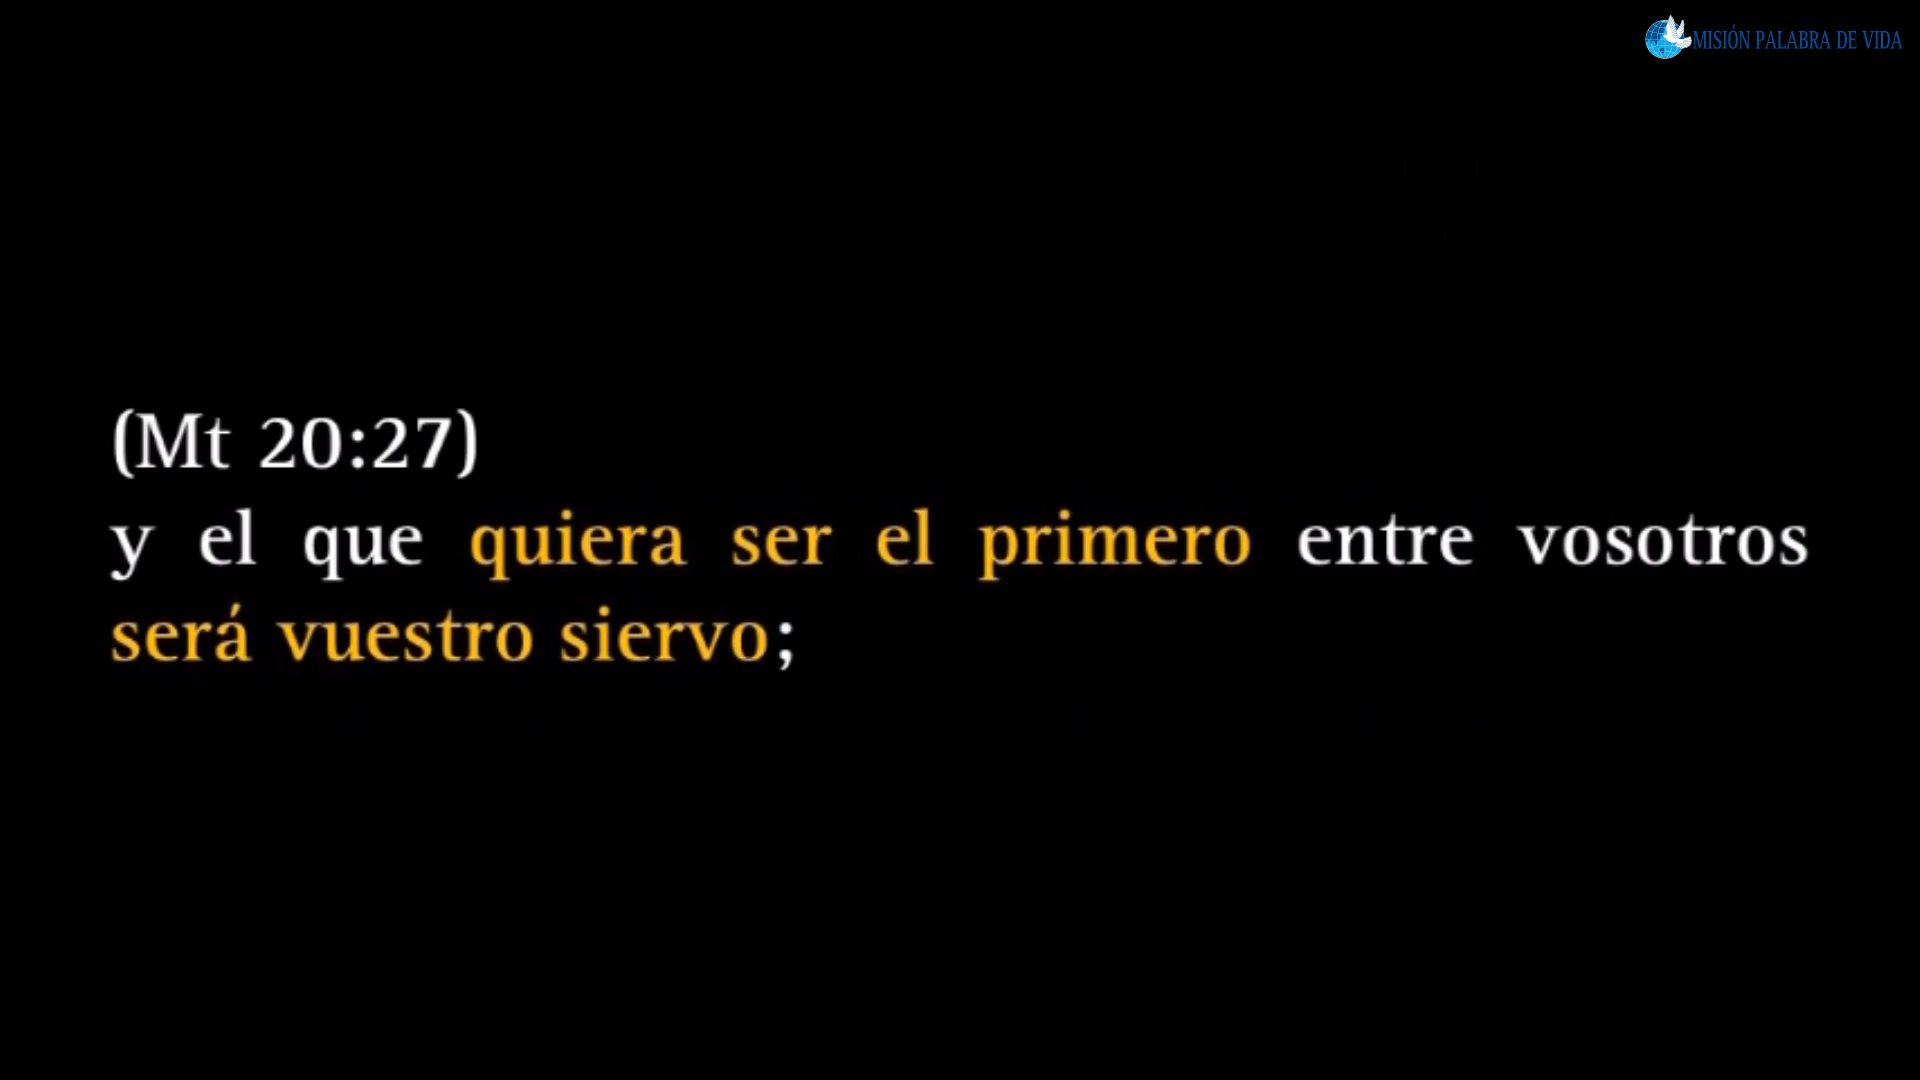 MISIÓN PALABRA DE VIDA
(Mt 20:27)
y el que quiera ser el primero entre vosotros
será vuestro siervo;